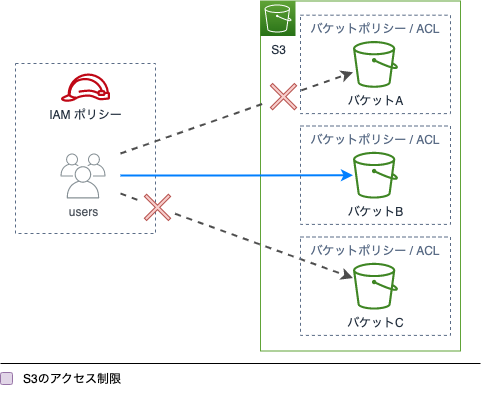 バケットポリシー / ACL
S3
バケットA
IAM ポリシー
バケットポリシー / ACL
users
バケットB
バケットポリシー / ACL
バケットC
S3のアクセス制限